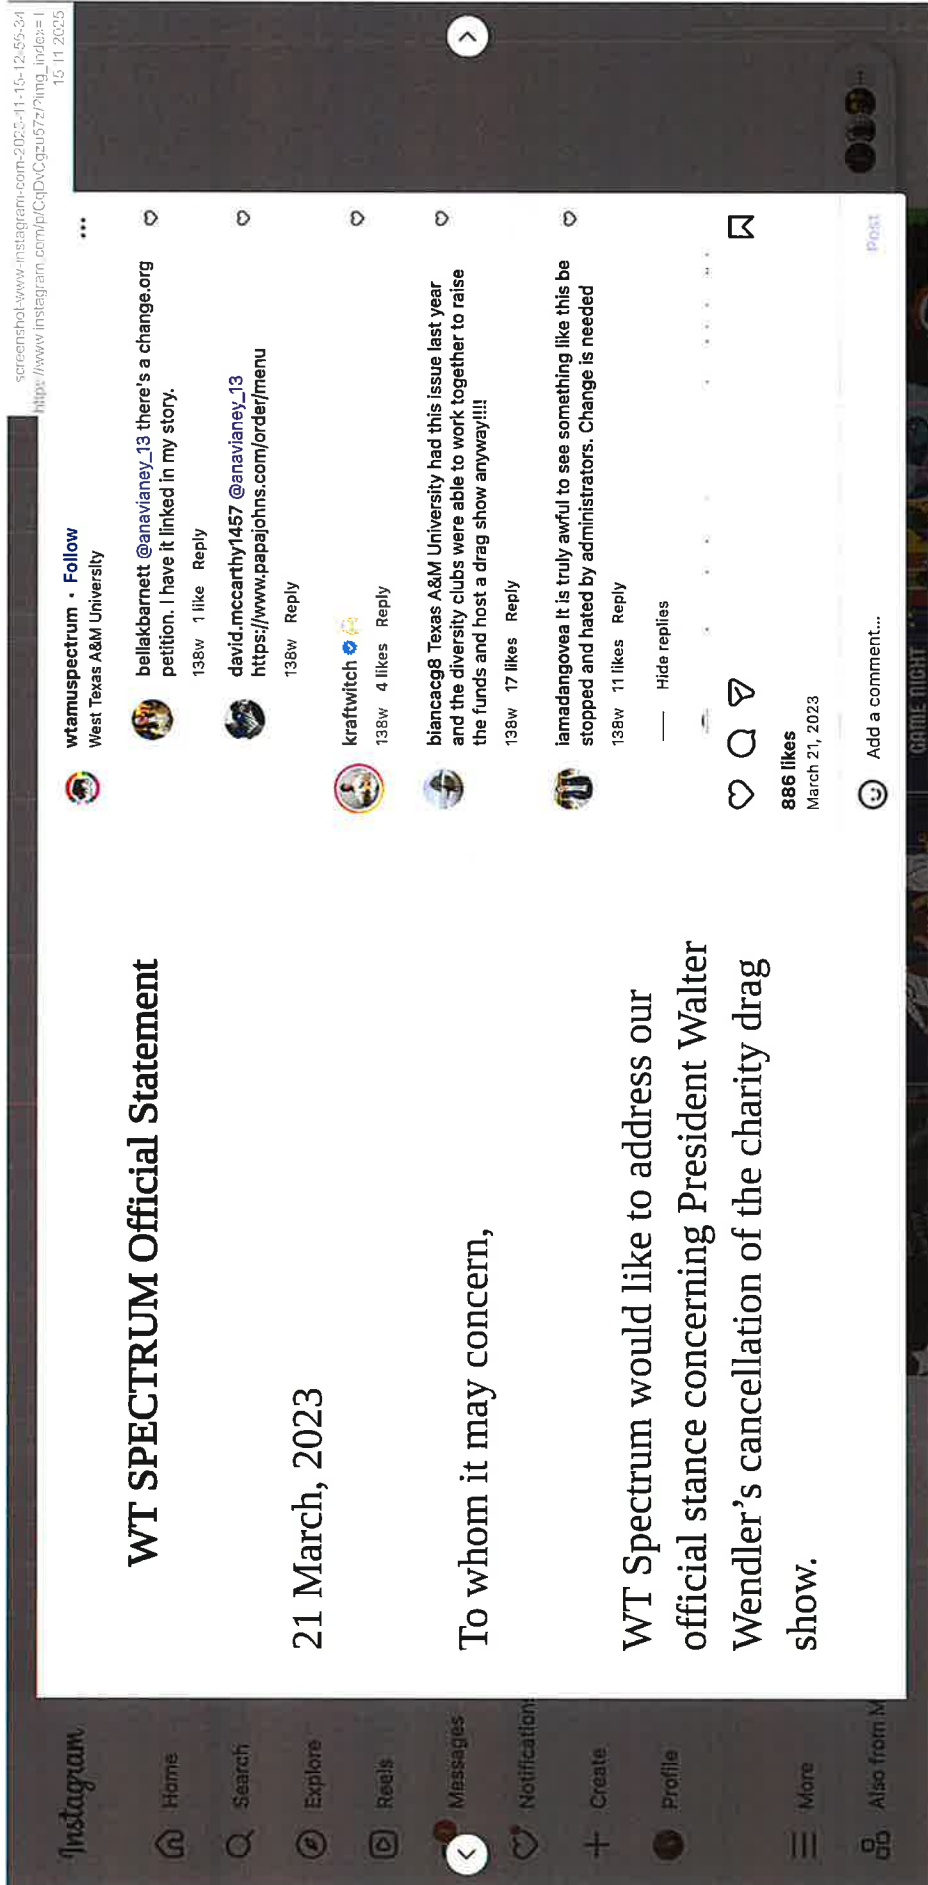 screenshot-www-instagram-com-2025-11-15-12-55-34
https://www.instagram.com/p/CqDvCgzu57z/?img_index=1
15 11 2025
Instagram
Home
Search
Explore
Reels
Messages
Notifications
Create
Profile
More
Also from M
WT SPECTRUM Official Statement
21 March, 2023
To whom it may concern,
WT Spectrum would like to address our
official stance concerning President Walter
Wendler’s cancellation of the charity drag
show.
wtamuspectrum • Follow
West Texas A&M University
bellakbarnett @anavianey_13 there's a change.org
petition. I have it linked in my story.
138w 1 like Reply
david.mccarthy1457 @anavianey_13
https://www.papajohns.com/order/menu
138w Reply
kraftwitch
138w 4 likes Reply
biancacg8 Texas A&M University had this issue last year
and the diversity clubs were able to work together to raise
the funds and host a drag show anyway!!!!
138w 17 likes Reply
iamadangovea It is truly awful to see something like this be
stopped and hated by administrators. Change is needed
138w 11 likes Reply
Hide replies
886 likes
March 21, 2023
Add a comment...
Post
GAME NIGHT